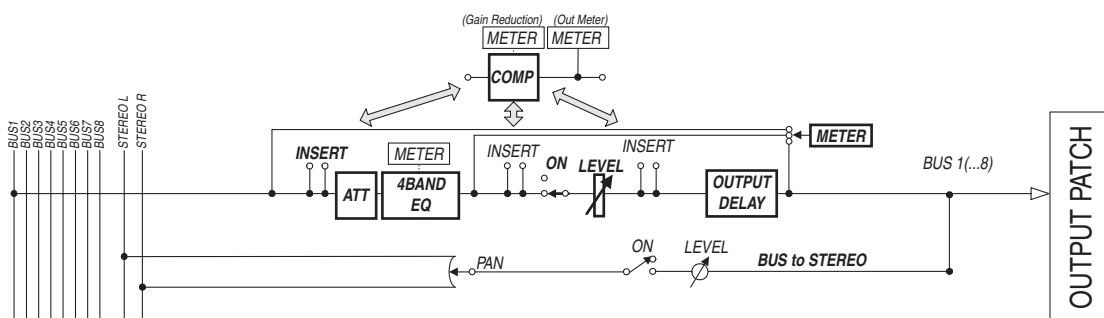 (Gain Reduction) (Out Meter)
METER METER
COMP
BUS1
BUS2
BUS3
BUS4
BUS5
BUS6
BUS7
BUS8
STEREO L
STEREO R
METER
INSERT METER INSERT INSERT
ON LEVEL
BUS 1(...8)
ATT
4BAND
EQ
OUTPUT
DELAY
ON LEVEL
PAN
BUS to STEREO
OUTPUT PATCH